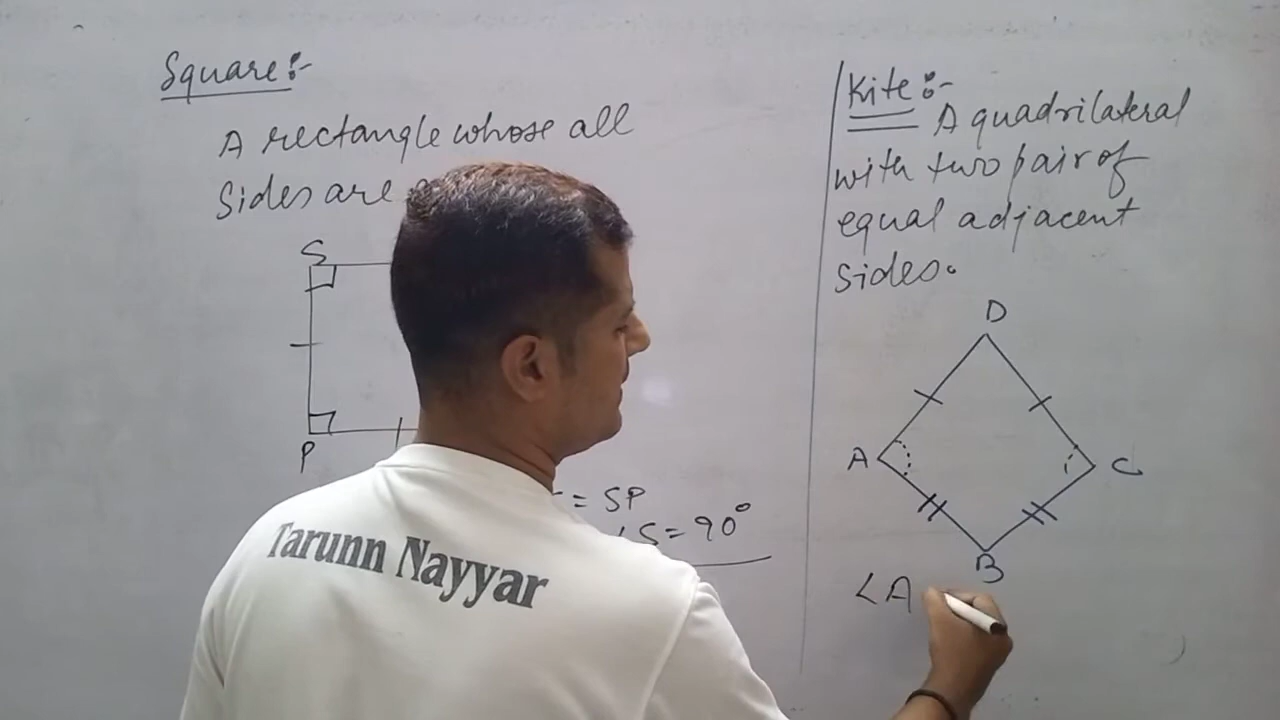 Square:-
A rectangle whose all
Sides are
S
P
= SP
∠S = 90°
Kite:-
A quadrilateral
with two pair of
equal adjacent
sides.
D
A
C
B
∠A
Tarunn Nayyar